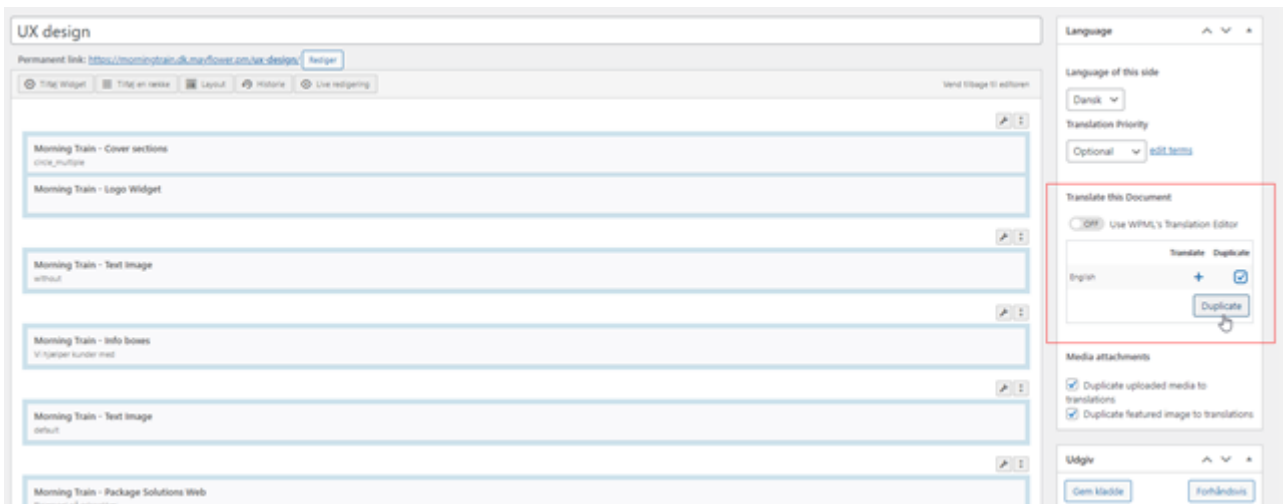 UX design
Permanent link: https://morningtrain.dk.mayflower.pm/ux-design/ Rediger
Tilføj Widget Tilføj en række Layout Historie Live redigering Vend tilbage til editoren
Morning Train - Cover sections
circle_multiple
Morning Train - Logo Widget
Morning Train - Text Image
without
Morning Train - Info boxes
Vi hjælper kunder med
Morning Train - Text Image
default
Morning Train - Package Solutions Web
Language
Language of this side
Dansk
Translation Priority
Optional edit terms
Translate this Document
OFF Use WPML's Translation Editor
Translate Duplicate
English
Duplicate
Media attachments
Duplicate uploaded media to
translations
Duplicate featured image to translations
Udgiv
Gem kladde Forhåndsvis